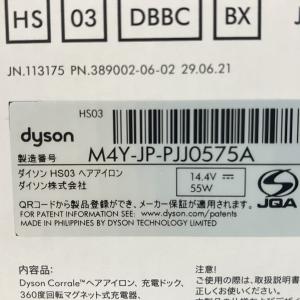 HS 03 DBBC BX
JN.113175 PN.389002-06-02 29.06.21
HS03
dyson
製造番号 M4Y-JP-PJJ0575A
ダイソン HS03 ヘアアイロン
ダイソン株式会社
14.4V ⎓
55W
JQA
QRコードから製品登録ができ、メーカー保証が適用されます。
FOR PATENT INFORMATION SEE: WWW.DYSON.COM/PATENTS
MADE IN PHILIPPINES BY DYSON TECHNOLOGY LIMITED
内容品:
Dyson Corrale™ヘアアイロン、充電ドック、
360度回転マグネット式充電器、
注意!
ご使用の際は、取扱説明書